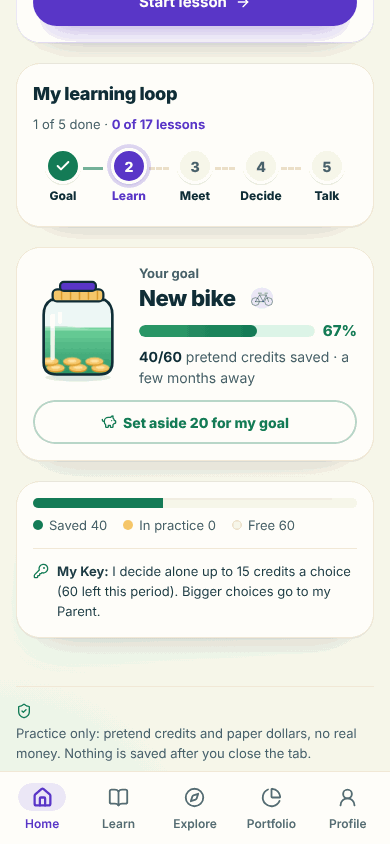 Start lesson →
My learning loop
1 of 5 done · 0 of 17 lessons
2
3
4
5
Goal
Learn
Meet
Decide
Talk
Your goal
New bike
67%
40/60 pretend credits saved · a
few months away
Set aside 20 for my goal
Saved 40
In practice 0
Free 60
My Key: I decide alone up to 15 credits a choice
(60 left this period). Bigger choices go to my
Parent.
Practice only: pretend credits and paper dollars, no real
money. Nothing is saved after you close the tab.
Home
Learn
Explore
Portfolio
Profile